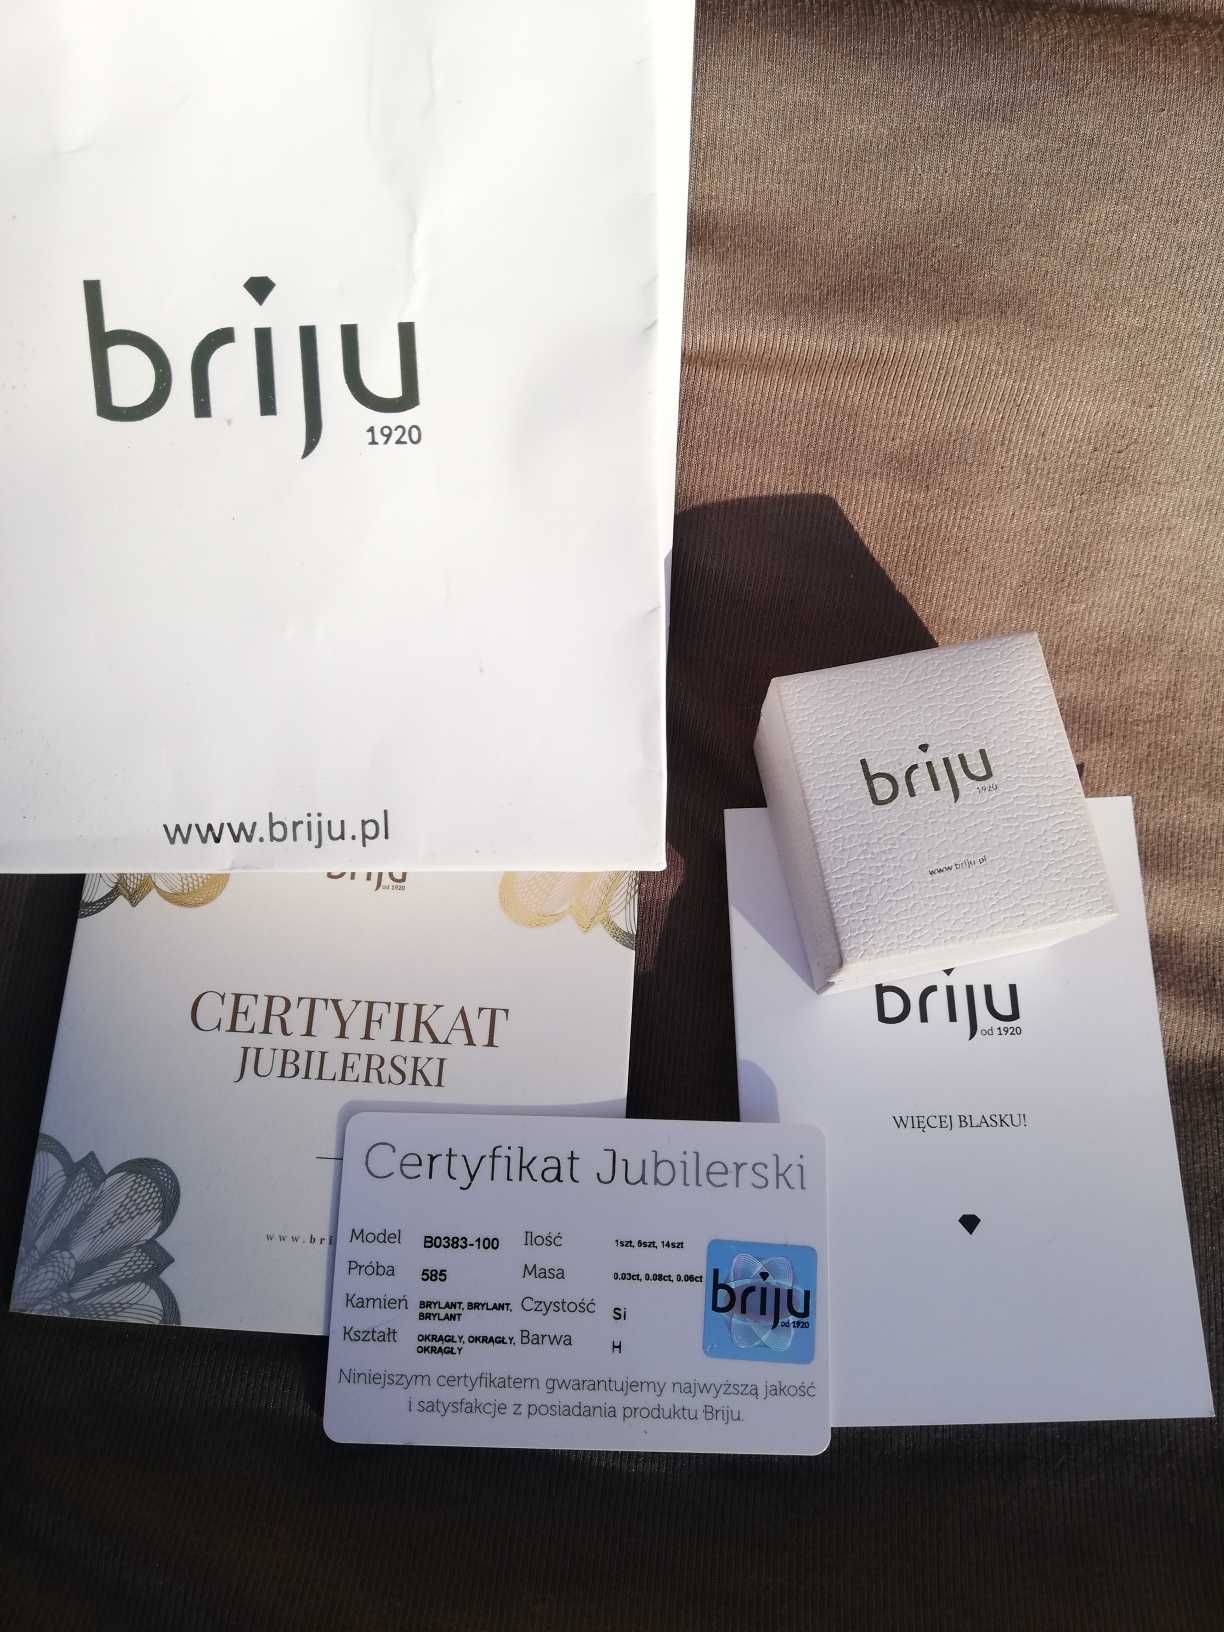 briju
1920
www.briju.pl
briju
1920
www.briju.pl
briju
od 1920
CERTYFIKAT
JUBILERSKI
briju
od 1920
WIĘCEJ BLASKU!
Certyfikat Jubilerski
Model B0383-100 Ilość 1szt, 6szt, 14szt
Próba 585 Masa 0.03ct, 0.08ct, 0.06ct
Kamień BRYLANT, BRYLANT, BRYLANT Czystość Si
Kształt OKRĄGŁY, OKRĄGŁY, OKRĄGŁY Barwa H
briju
od 1920
Niniejszym certyfikatem gwarantujemy najwyższą jakość
i satysfakcje z posiadania produktu Briju.